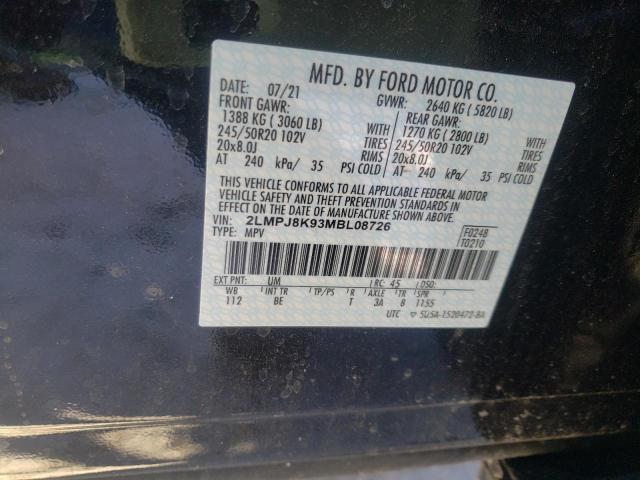 MFD. BY FORD MOTOR CO.
DATE: 07/21 GVWR: 2640 KG ( 5820 LB)
FRONT GAWR: REAR GAWR:
1388 KG ( 3060 LB) WITH 1270 KG ( 2800 LB) WITH
245/50R20 102V TIRES 245/50R20 102V TIRES
20x8.0J RIMS 20x8.0J RIMS
AT 240 kPa/ 35 PSI COLD AT 240 kPa/ 35 PSI COLD
THIS VEHICLE CONFORMS TO ALL APPLICABLE FEDERAL MOTOR
VEHICLE SAFETY AND THEFT PREVENTION STANDARDS IN
EFFECT ON THE DATE OF MANUFACTURE SHOWN ABOVE.
VIN: 2LMPJ8K93MBL08726 F0248
TYPE: MPV T0210
EXT PNT: UM RC: 45 DSO:
WB INT TR TP/PS R AXLE TR SPR
112 BE T 3A 8 1155
UTC ▽ 5U5A-1520472-BA